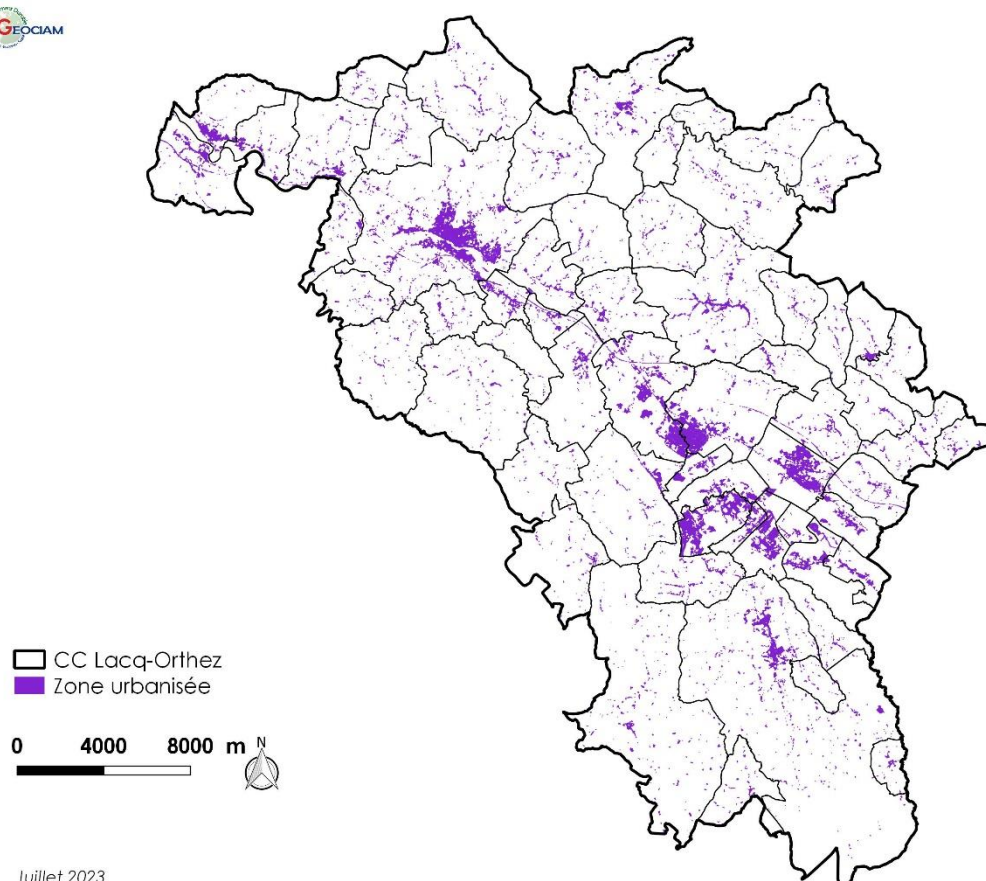 GEOCIAM
CC Lacq-Orthez
Zone urbanisée
0 4000 8000 m N
Juillet 2023